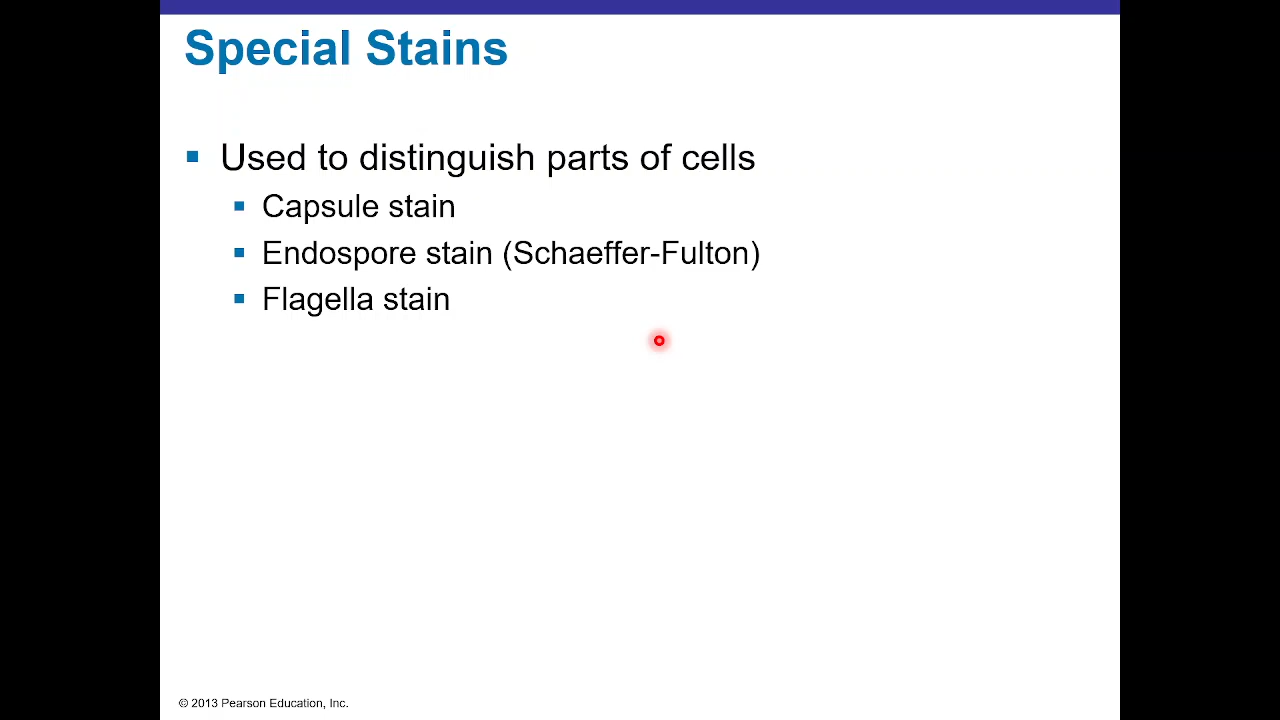 Special Stains
Used to distinguish parts of cells
Capsule stain
Endospore stain (Schaeffer-Fulton)
Flagella stain
© 2013 Pearson Education, Inc.